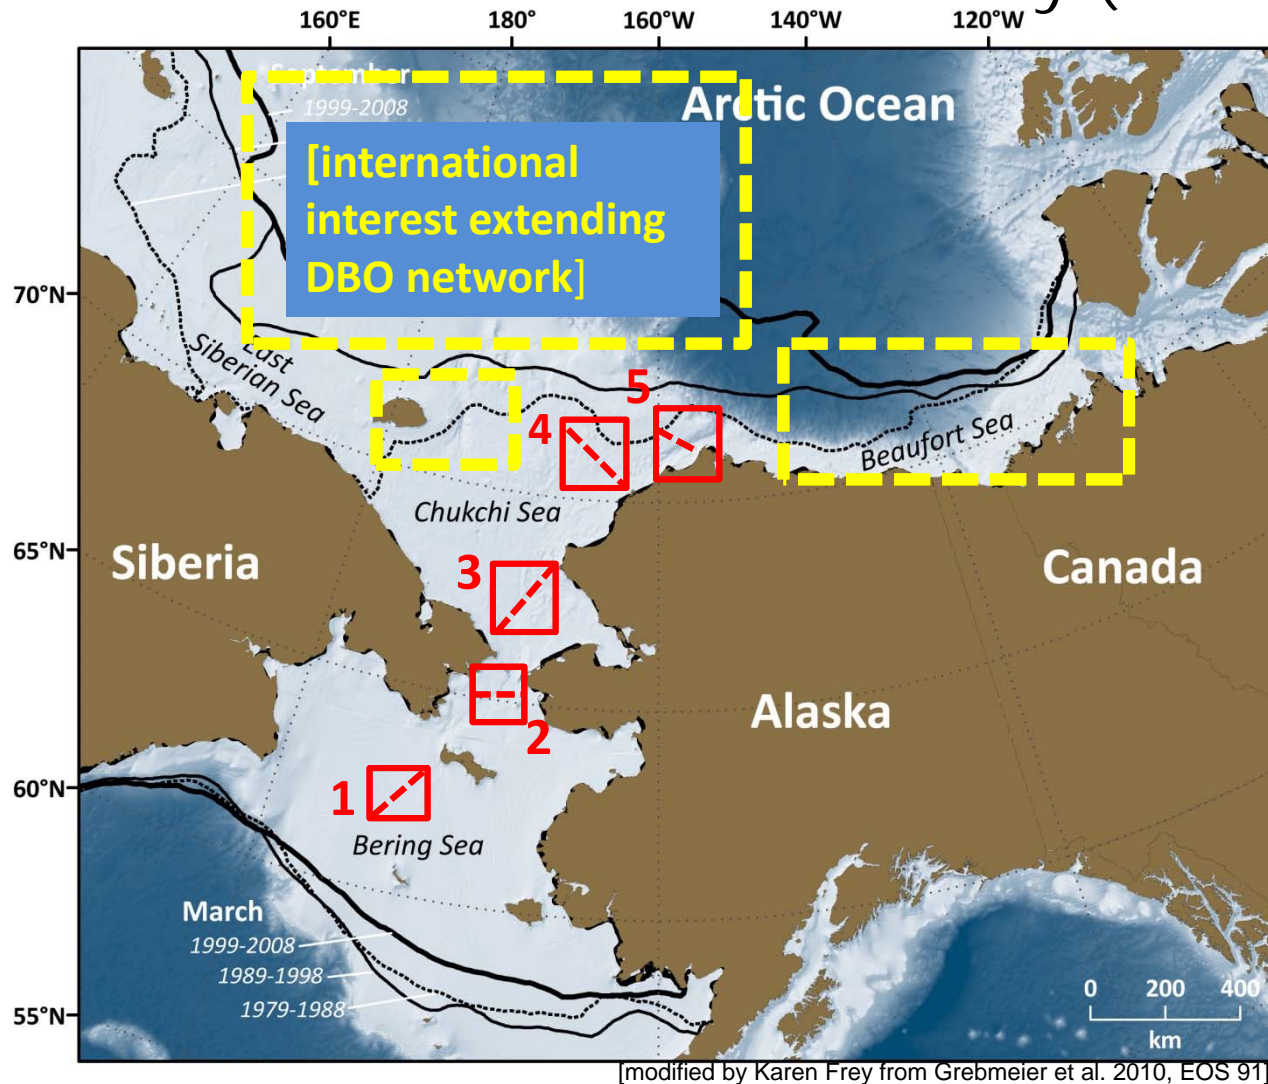 160°E 180° 160°W 140°W 120°W
September
1999-2008
Arctic Ocean
[international
interest extending
DBO network]
70°N
East
Siberian Sea
5
4
Beaufort Sea
Chukchi Sea
65°N
Siberia
3
Canada
2
Alaska
60°N
1
Bering Sea
March
1999-2008
1989-1998
1979-1988
55°N
0 200 400
km
[modified by Karen Frey from Grebmeier et al. 2010, EOS 91]